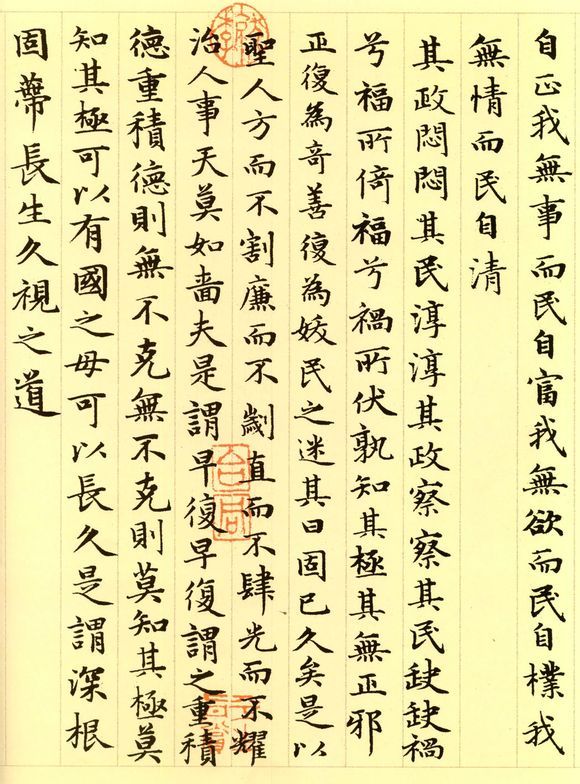 自正我無事而民自富我無欲而民自樸我
無情而民自清
其政悶悶其民淳淳其政察察其民缺缺禍
兮福所倚福兮禍所伏孰知其極其無正邪
正復為奇善復為妖民之迷其日固已久矣是以
聖人方而不割廉而不劌直而不肆光而不耀
治人事天莫如嗇夫是謂早復早復謂之重積
德重積德則無不克無不克則莫知其極莫
知其極可以有國之母可以長久是謂深根
固蔕長生久視之道